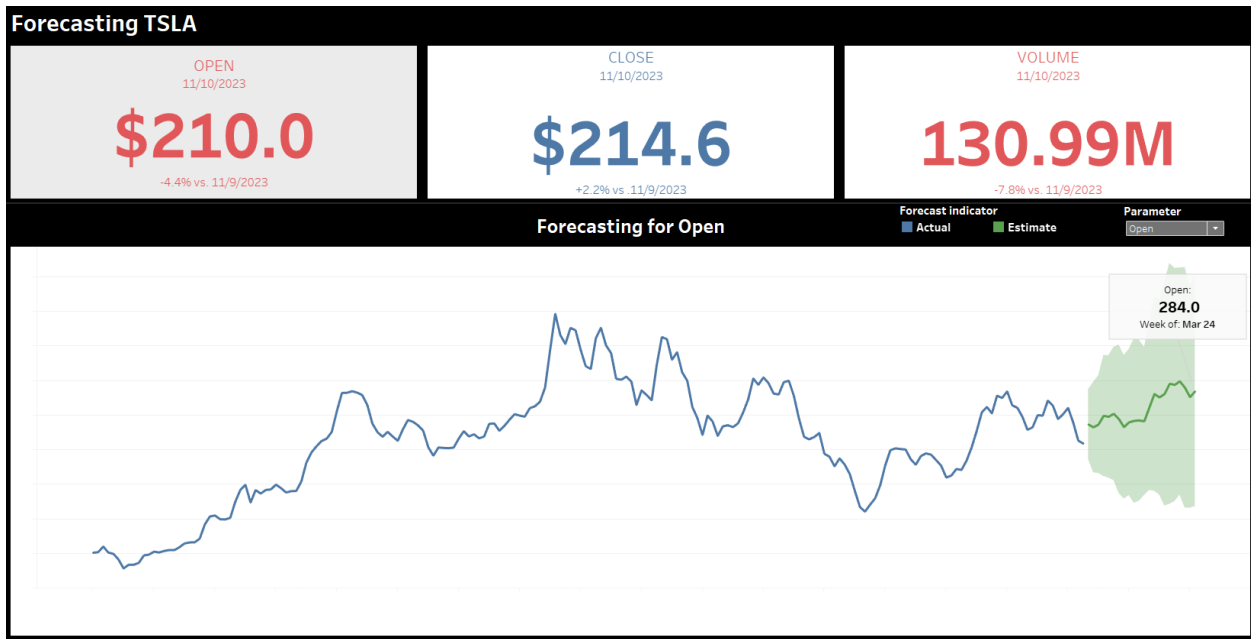 Forecasting TSLA
OPEN
11/10/2023
$210.0
-4.4% vs. 11/9/2023
CLOSE
11/10/2023
$214.6
+2.2% vs .11/9/2023
VOLUME
11/10/2023
130.99M
-7.8% vs. 11/9/2023
Forecasting for Open
Forecast indicator
Actual
Estimate
Parameter
Open
Open:
284.0
Week of: Mar 24